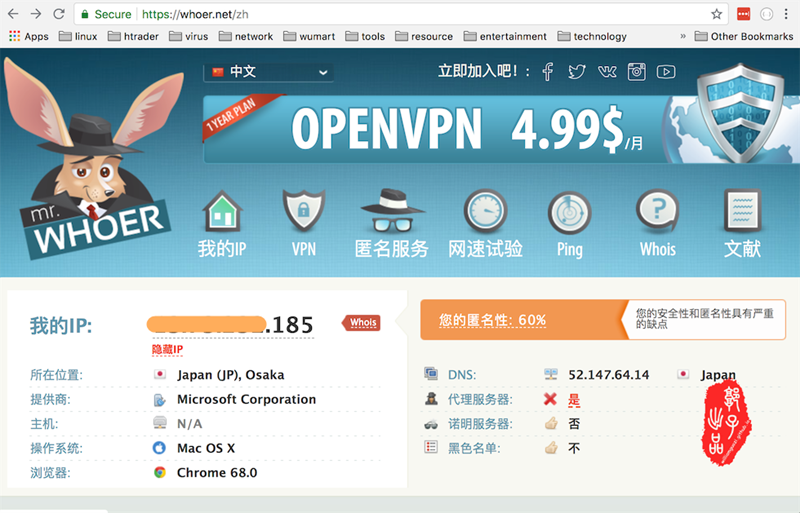 Secure | https://whoer.net/zh
Apps linux htrader virus network wumart tools resource entertainment technology » Other Bookmarks
中文
立即加入吧! :
1 YEAR PLAN
OPENVPN 4.99$/月
mr.
WHOER
我的IP VPN 匿名服务 网速试验 Ping Whois 文献
我的IP: .185 Whois
隐藏IP
所在位置: Japan (JP), Osaka
提供商: Microsoft Corporation
主机: N/A
操作系统: Mac OS X
浏览器: Chrome 68.0
您的匿名性: 60%
您的安全性和匿名性具有严重
的缺点
DNS: 52.147.64.14 Japan
代理服务器: 是
诺明服务器: 否
黑色名单: 不